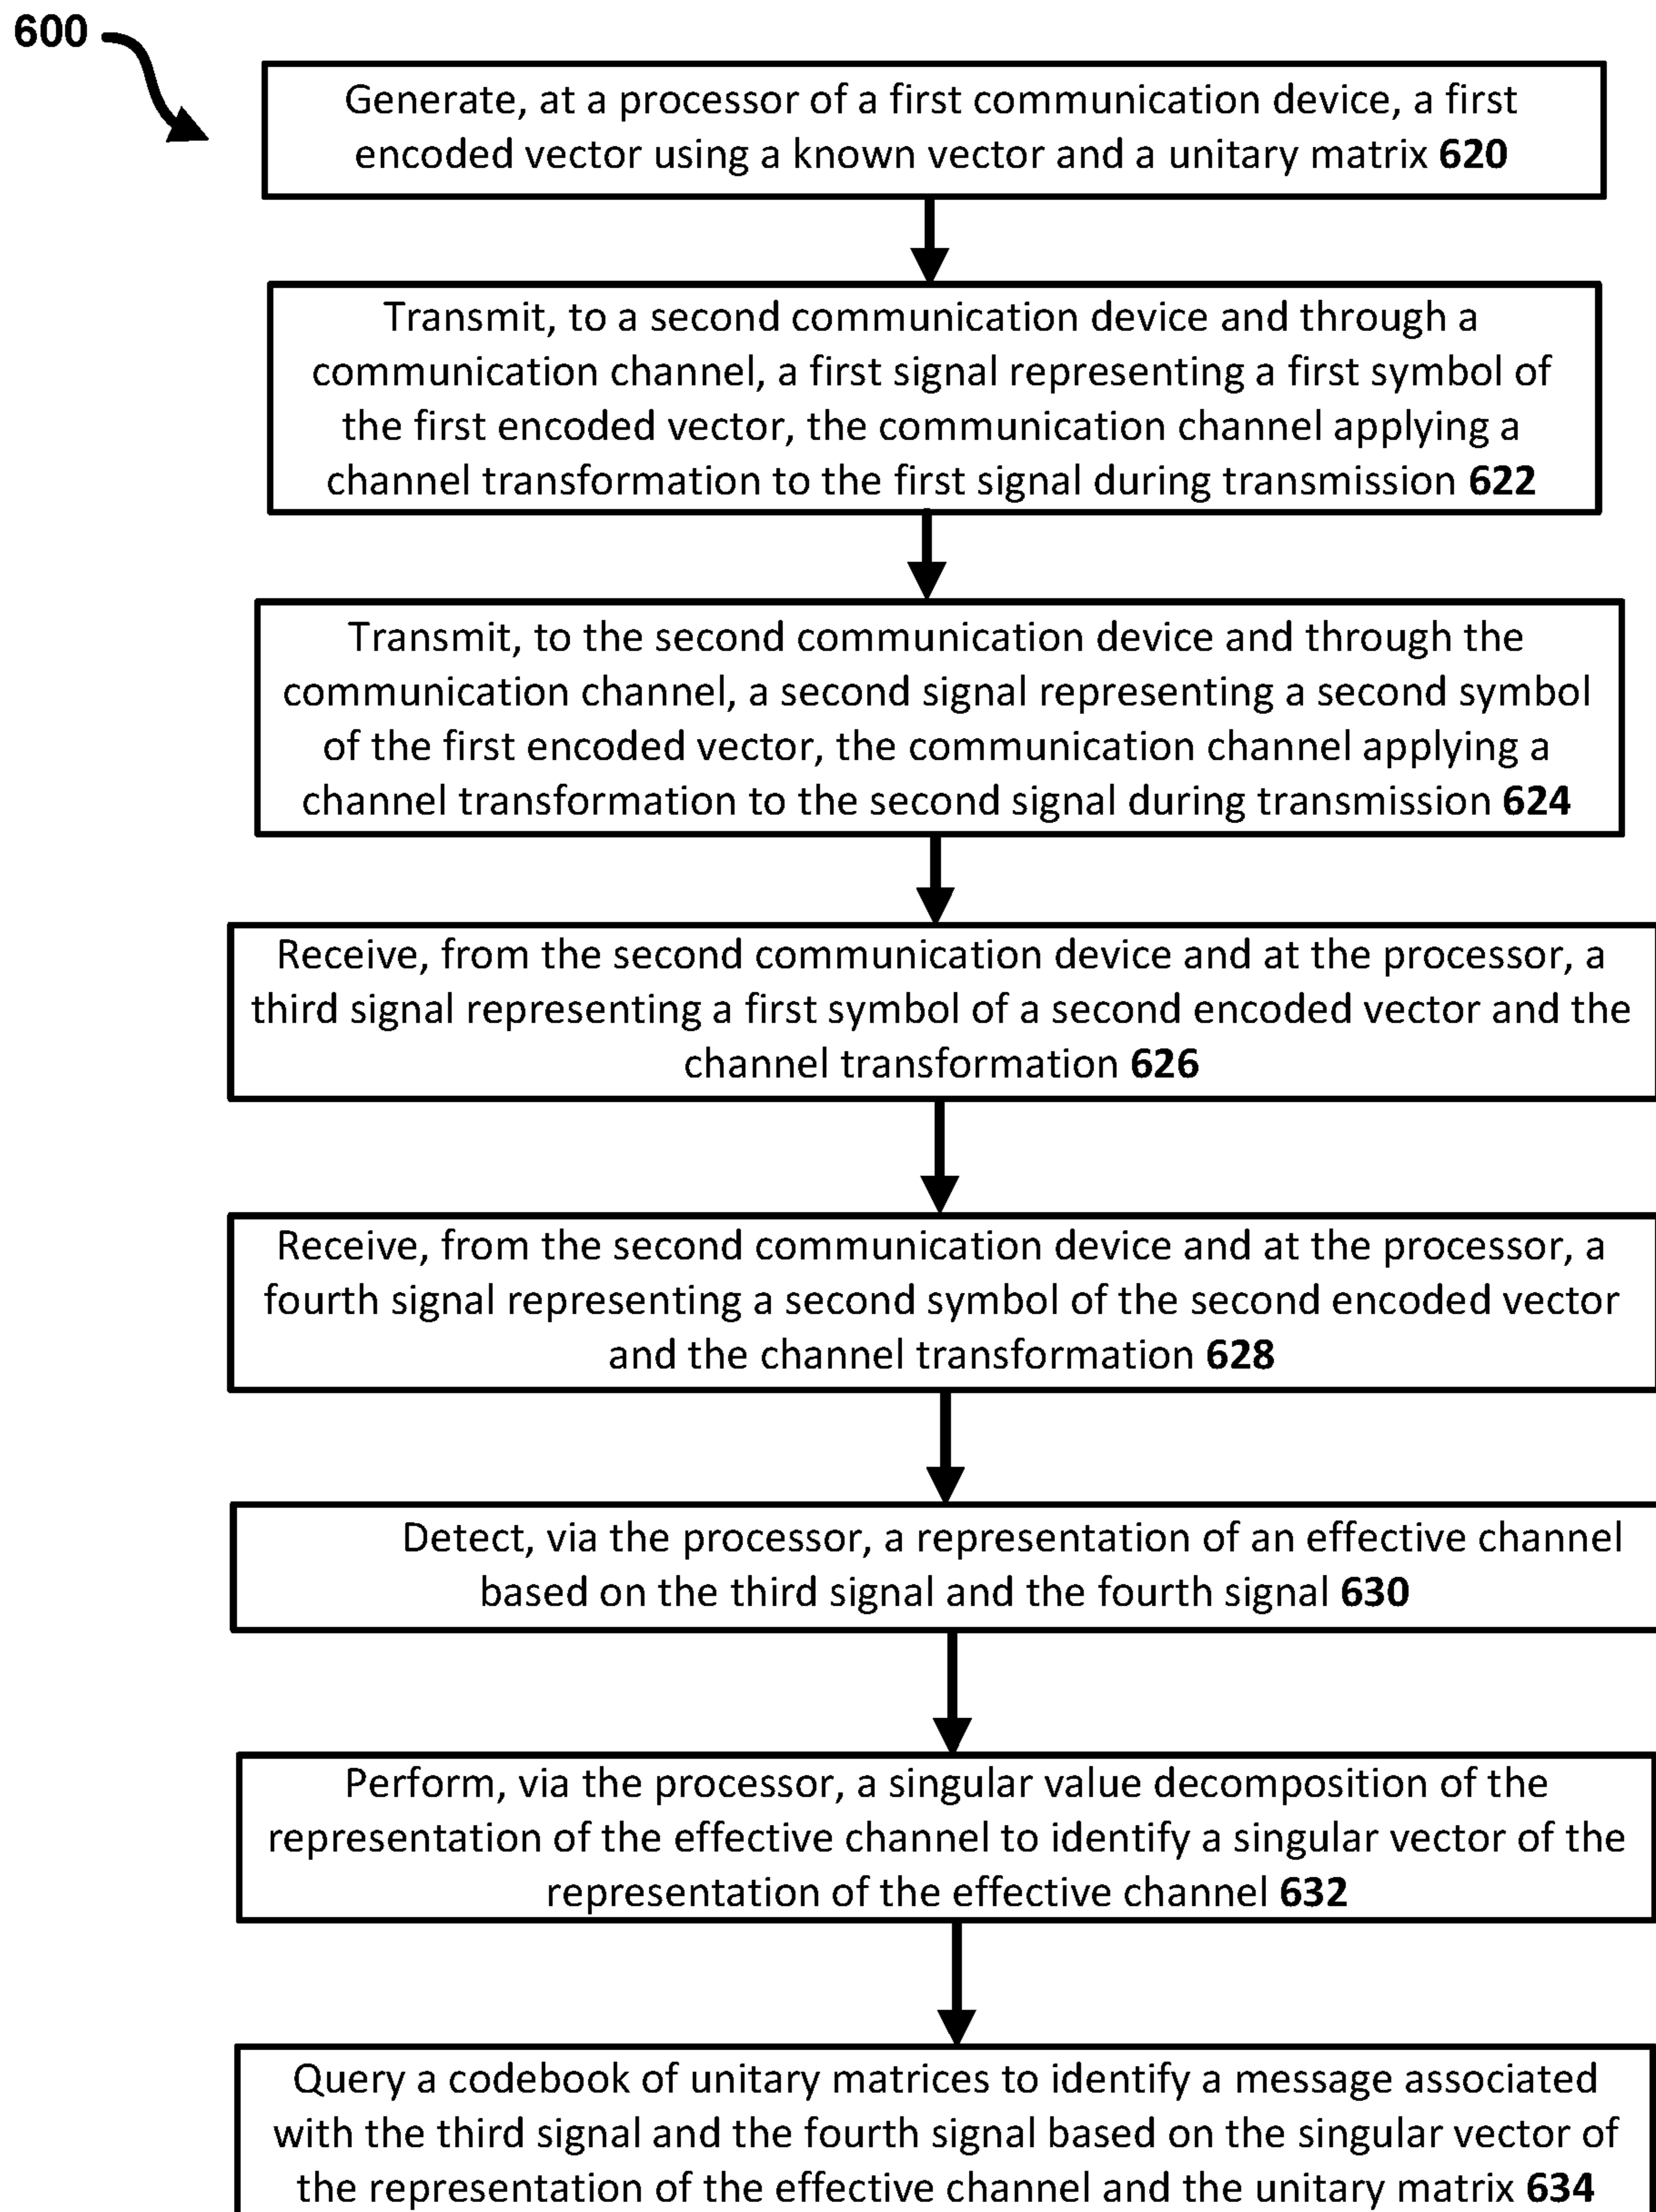 600
Generate, at a processor of a first communication device, a first
encoded vector using a known vector and a unitary matrix 620
Transmit, to a second communication device and through a
communication channel, a first signal representing a first symbol of
the first encoded vector, the communication channel applying a
channel transformation to the first signal during transmission 622
Transmit, to the second communication device and through the
communication channel, a second signal representing a second symbol
of the first encoded vector, the communication channel applying a
channel transformation to the second signal during transmission 624
Receive, from the second communication device and at the processor, a
third signal representing a first symbol of a second encoded vector and the
channel transformation 626
Receive, from the second communication device and at the processor, a
fourth signal representing a second symbol of the second encoded vector
and the channel transformation 628
Detect, via the processor, a representation of an effective channel
based on the third signal and the fourth signal 630
Perform, via the processor, a singular value decomposition of the
representation of the effective channel to identify a singular vector of the
representation of the effective channel 632
Query a codebook of unitary matrices to identify a message associated
with the third signal and the fourth signal based on the singular vector of
the representation of the effective channel and the unitary matrix 634